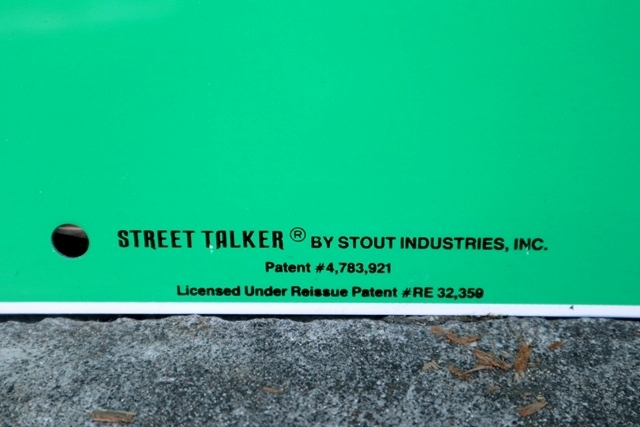 STREET TALKER ® BY STOUT INDUSTRIES, INC.
Patent #4,783,921
Licensed Under Reissue Patent #RE 32,359